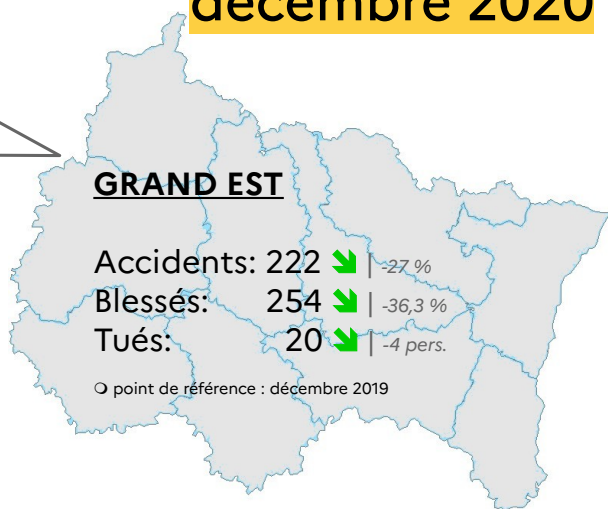 décembre 2020
GRAND EST
Accidents: 222 | -27 %
Blessés: 254 | -36,3 %
Tués: 20 | -4 pers.
❍ point de référence : décembre 2019